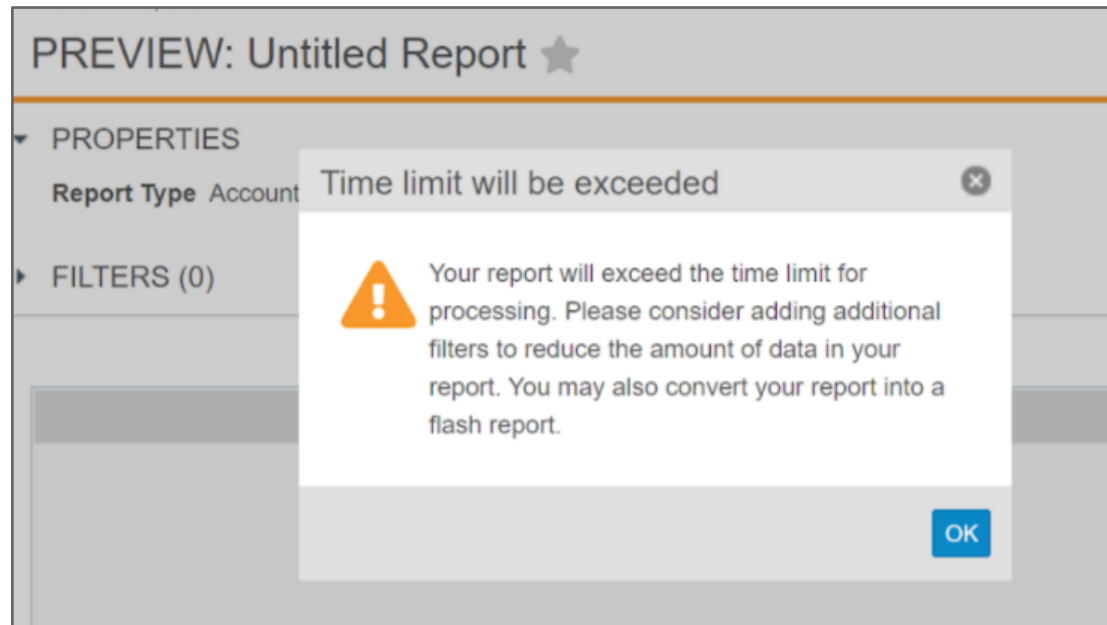 PREVIEW: Untitled Report
PROPERTIES
Report Type Account
FILTERS (0)
Time limit will be exceeded
Your report will exceed the time limit for
processing. Please consider adding additional
filters to reduce the amount of data in your
report. You may also convert your report into a
flash report.
OK